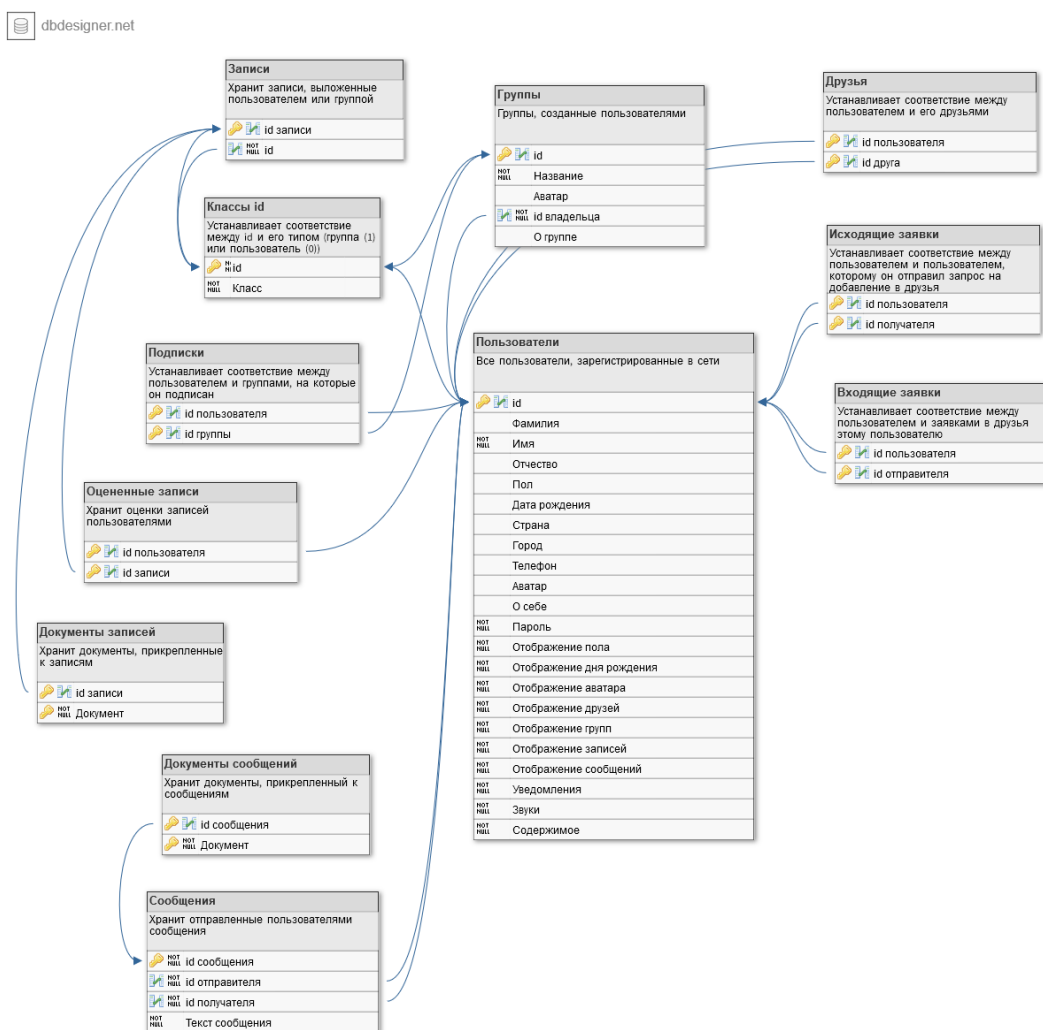 dbdesigner.net
Записи
Хранит записи, выложенные
пользователем или группой
id записи
NOT NULL id
Классы id
Устанавливает соответствие
между id и его типом (группа (1)
или пользователь (0))
id
NOT NULL Класс
Подписки
Устанавливает соответствие между
пользователем и группами, на которые
он подписан
id пользователя
id группы
Оцененные записи
Хранит оценки записей
пользователями
id пользователя
id записи
Документы записей
Хранит документы, прикрепленные
к записям
id записи
NOT NULL Документ
Документы сообщений
Хранит документы, прикрепленный к
сообщениям
id сообщения
NOT NULL Документ
Сообщения
Хранит отправленные пользователями
сообщения
NOT NULL id сообщения
NOT NULL id отправителя
NOT NULL id получателя
NOT NULL Текст сообщения
Группы
Группы, созданные пользователями
id
NOT NULL Название
Аватар
NOT NULL id владельца
О группе
Пользователи
Все пользователи, зарегистрированные в сети
id
Фамилия
NOT NULL Имя
Отчество
Пол
Дата рождения
Страна
Город
Телефон
Аватар
О себе
NOT NULL Пароль
NOT NULL Отображение пола
NOT NULL Отображение дня рождения
NOT NULL Отображение аватара
NOT NULL Отображение друзей
NOT NULL Отображение групп
NOT NULL Отображение записей
NOT NULL Отображение сообщений
NOT NULL Уведомления
NOT NULL Звуки
NOT NULL Содержимое
Друзья
Устанавливает соответствие между
пользователем и его друзьями
id пользователя
id друга
Исходящие заявки
Устанавливает соответствие между
пользователем и пользователем,
которому он отправил запрос на
добавление в друзья
id пользователя
id получателя
Входящие заявки
Устанавливает соответствие между
пользователем и заявками в друзья
этому пользователю
id пользователя
id отправителя